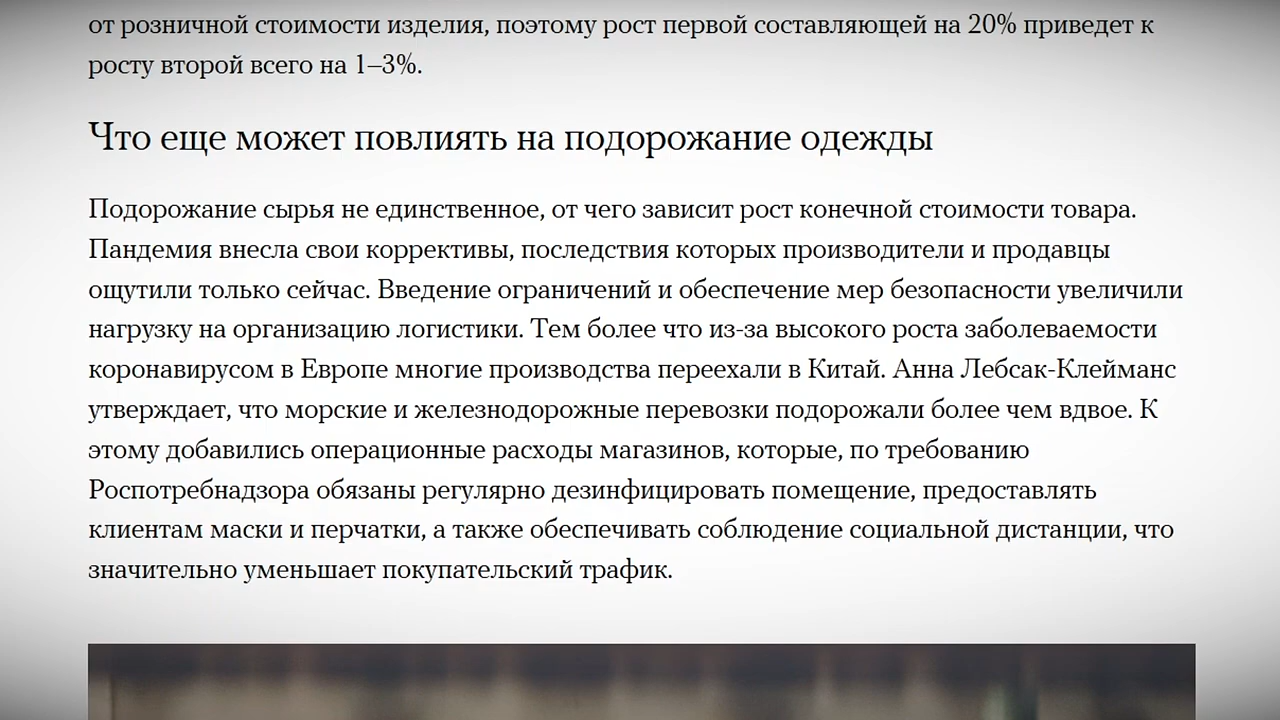 от розничной стоимости изделия, поэтому рост первой составляющей на 20% приведет к
росту второй всего на 1–3%.
Что еще может повлиять на подорожание одежды
Подорожание сырья не единственное, от чего зависит рост конечной стоимости товара.
Пандемия внесла свои коррективы, последствия которых производители и продавцы
ощутили только сейчас. Введение ограничений и обеспечение мер безопасности увеличили
нагрузку на организацию логистики. Тем более что из-за высокого роста заболеваемости
коронавирусом в Европе многие производства переехали в Китай. Анна Лебсак-Клейманс
утверждает, что морские и железнодорожные перевозки подорожали более чем вдвое. К
этому добавились операционные расходы магазинов, которые, по требованию
Роспотребнадзора обязаны регулярно дезинфицировать помещение, предоставлять
клиентам маски и перчатки, а также обеспечивать соблюдение социальной дистанции, что
значительно уменьшает покупательский трафик.